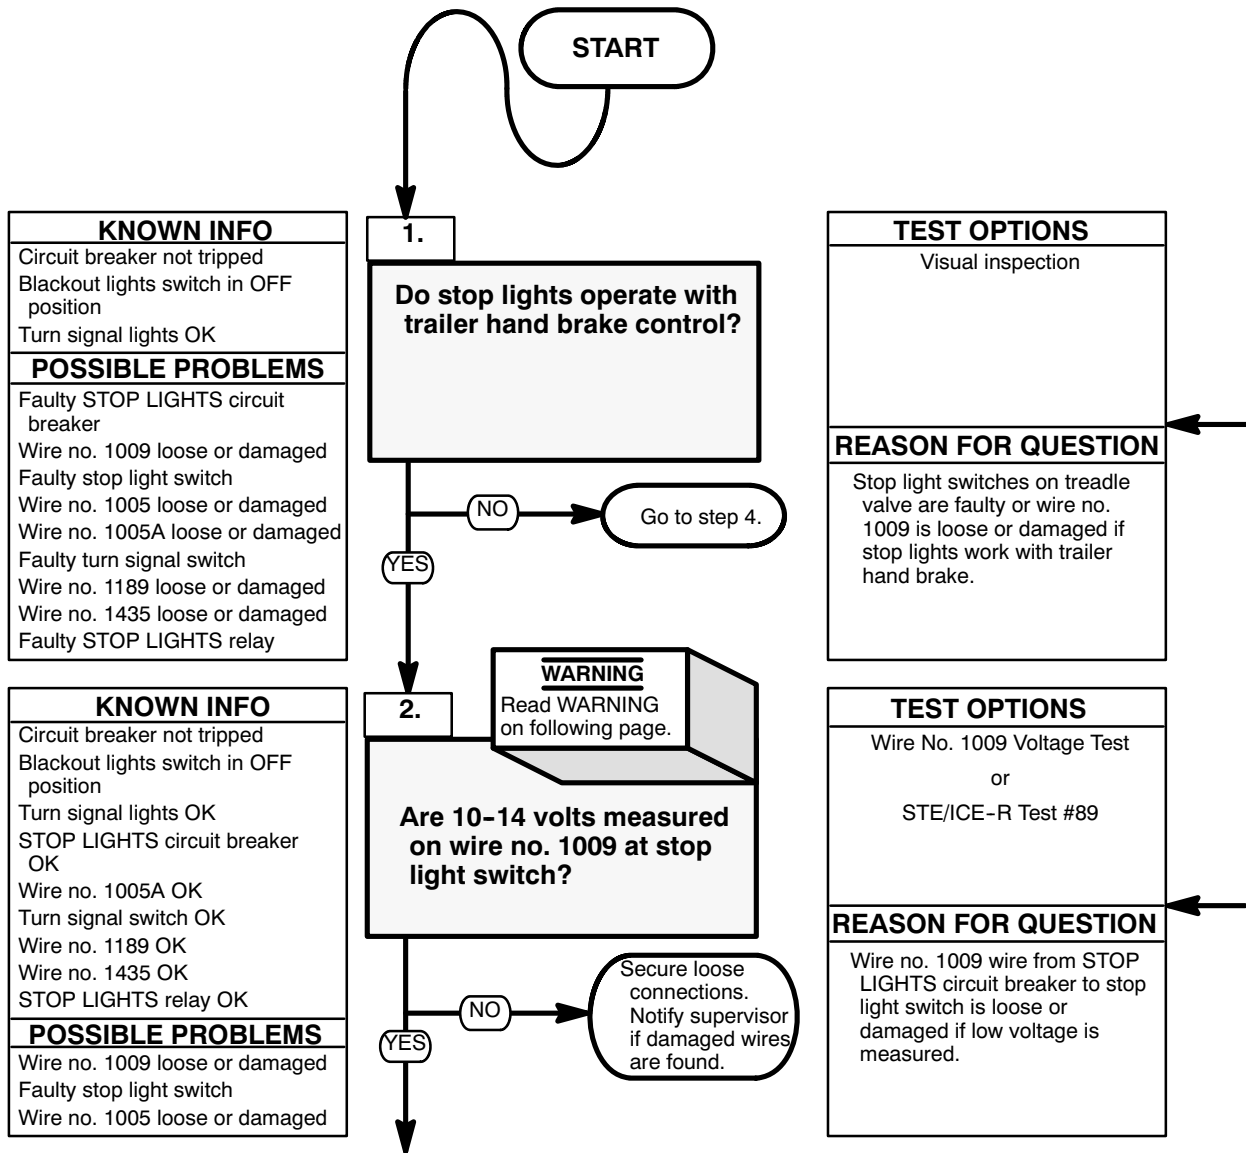 START
KNOWN INFO
Circuit breaker not tripped
Blackout lights switch in OFF
position
Turn signal lights OK
POSSIBLE PROBLEMS
Faulty STOP LIGHTS circuit
breaker
Wire no. 1009 loose or damaged
Faulty stop light switch
Wire no. 1005 loose or damaged
Wire no. 1005A loose or damaged
Faulty turn signal switch
Wire no. 1189 loose or damaged
Wire no. 1435 loose or damaged
Faulty STOP LIGHTS relay
1.
Do stop lights operate with
trailer hand brake control?
NO
Go to step 4.
YES
TEST OPTIONS
Visual inspection
REASON FOR QUESTION
Stop light switches on treadle
valve are faulty or wire no.
1009 is loose or damaged if
stop lights work with trailer
hand brake.
KNOWN INFO
Circuit breaker not tripped
Blackout lights switch in OFF
position
Turn signal lights OK
STOP LIGHTS circuit breaker
OK
Wire no. 1005A OK
Turn signal switch OK
Wire no. 1189 OK
Wire no. 1435 OK
STOP LIGHTS relay OK
POSSIBLE PROBLEMS
Wire no. 1009 loose or damaged
Faulty stop light switch
Wire no. 1005 loose or damaged
2.
WARNING
Read WARNING
on following page.
Are 10-14 volts measured
on wire no. 1009 at stop
light switch?
NO
Secure loose
connections.
Notify supervisor
if damaged wires
are found.
YES
TEST OPTIONS
Wire No. 1009 Voltage Test
or
STE/ICE-R Test #89
REASON FOR QUESTION
Wire no. 1009 wire from STOP
LIGHTS circuit breaker to stop
light switch is loose or
damaged if low voltage is
measured.